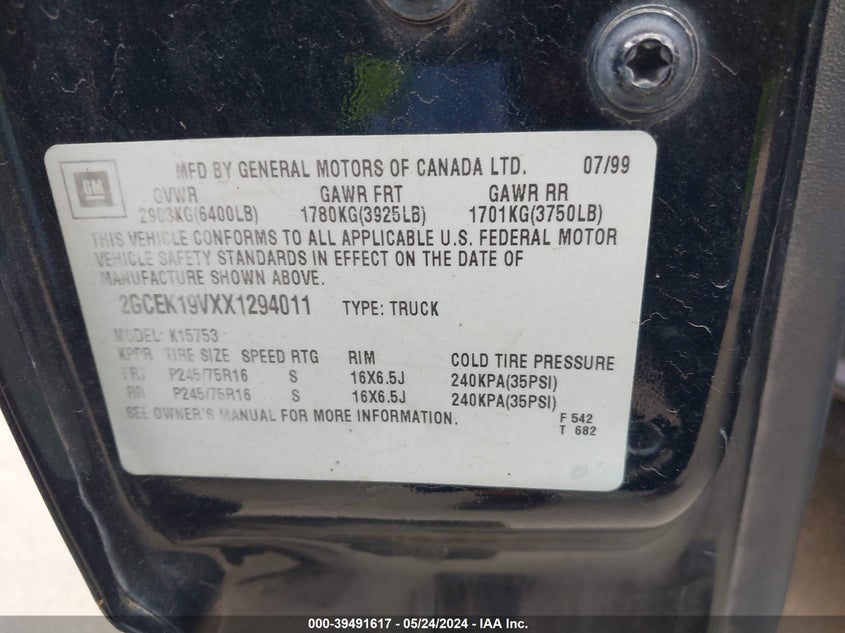 MFD BY GENERAL MOTORS OF CANADA LTD. 07/99
GM
GVWR GAWR FRT GAWR RR
2903KG(6400LB) 1780KG(3925LB) 1701KG(3750LB)
THIS VEHICLE CONFORMS TO ALL APPLICABLE U.S. FEDERAL MOTOR
VEHICLE SAFETY STANDARDS IN EFFECT ON THE DATE OF
MANUFACTURE SHOWN ABOVE.
2GCEK19VXX1294011 TYPE: TRUCK
MODEL: K15753
KPPR TIRE SIZE SPEED RTG RIM COLD TIRE PRESSURE
FRT P245/75R16 S 16X6.5J 240KPA(35PSI)
RR P245/75R16 S 16X6.5J 240KPA(35PSI)
SEE OWNER'S MANUAL FOR MORE INFORMATION.
F 542
T 682
000-39491617 - 05/24/2024 - IAA Inc.